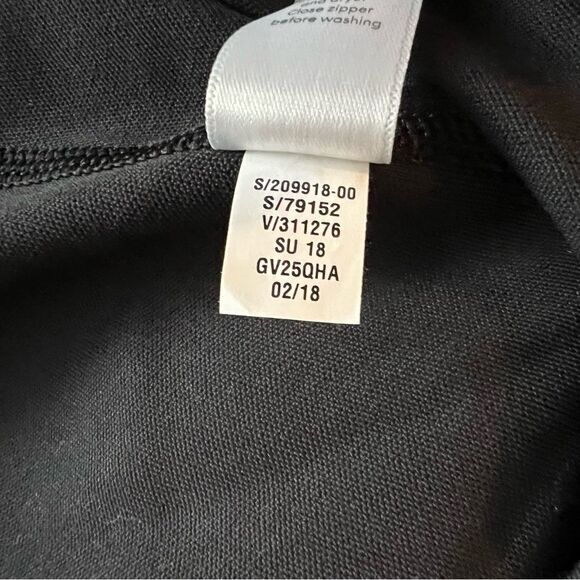 Close zipper
before washing
S/209918-00
S/79152
V/311276
SU 18
GV25QHA
02/18